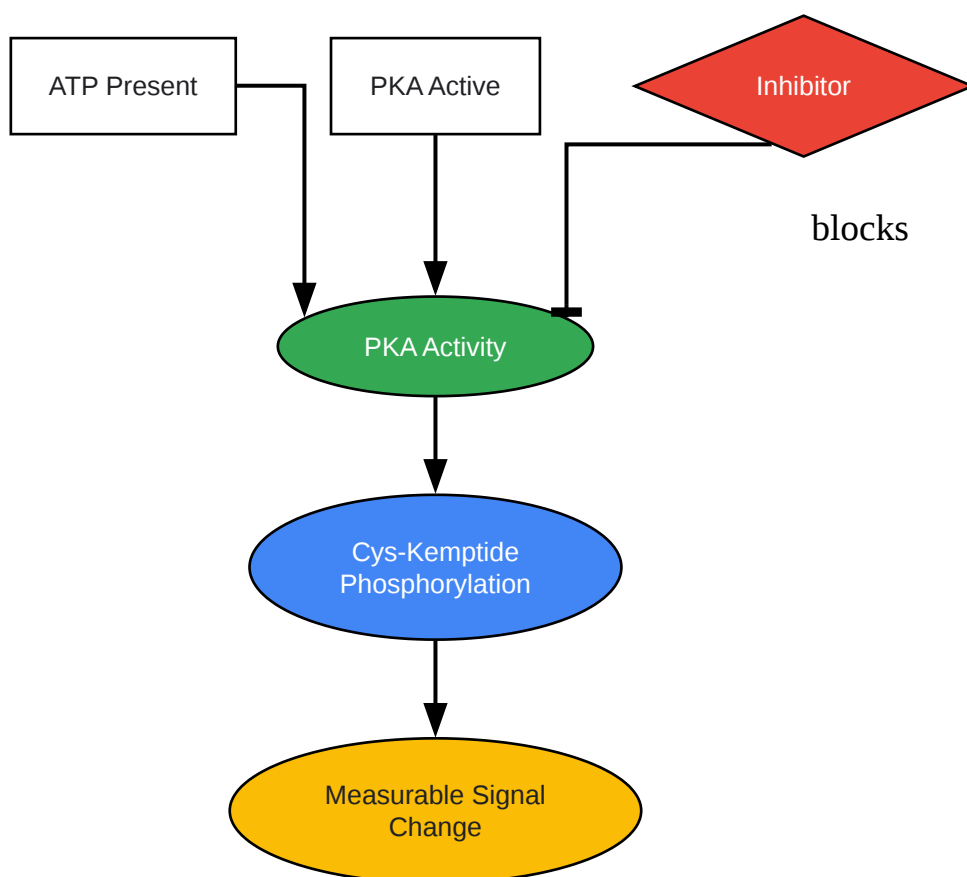 ATP Present
PKA Active
Inhibitor
blocks
PKA Activity
Cys-Kemptide
Phosphorylation
Measurable Signal
Change